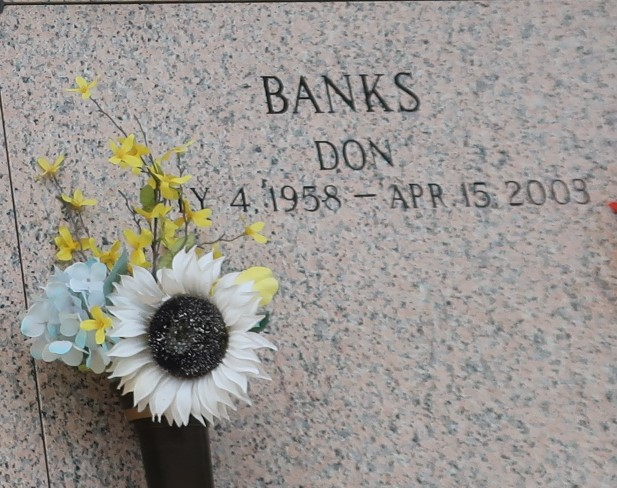 BANKS
DON
Y 4, 1958 — APR. 15, 2003